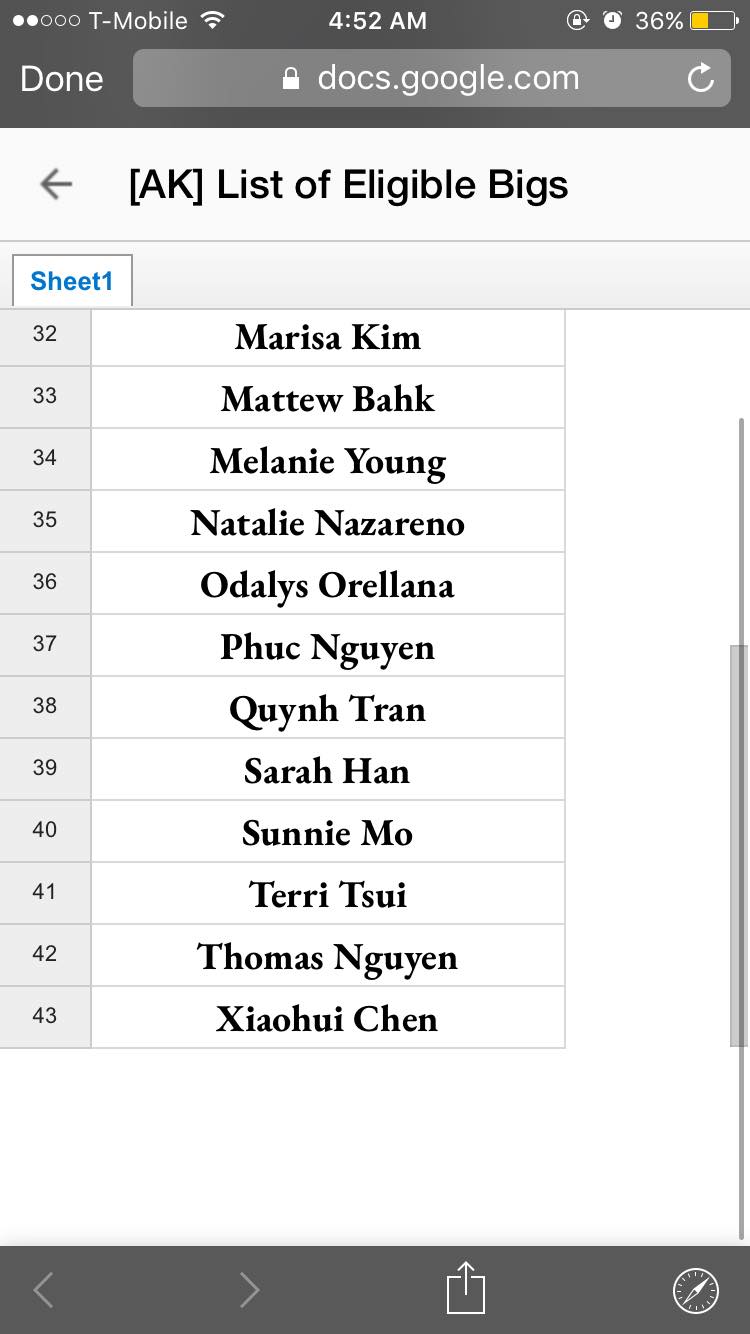 T-Mobile 4:52 AM 36%
Done docs.google.com
[AK] List of Eligible Bigs
Sheet1
32 Marisa Kim
33 Mattew Bahk
34 Melanie Young
35 Natalie Nazareno
36 Odalys Orellana
37 Phuc Nguyen
38 Quynh Tran
39 Sarah Han
40 Sunnie Mo
41 Terri Tsui
42 Thomas Nguyen
43 Xiaohui Chen